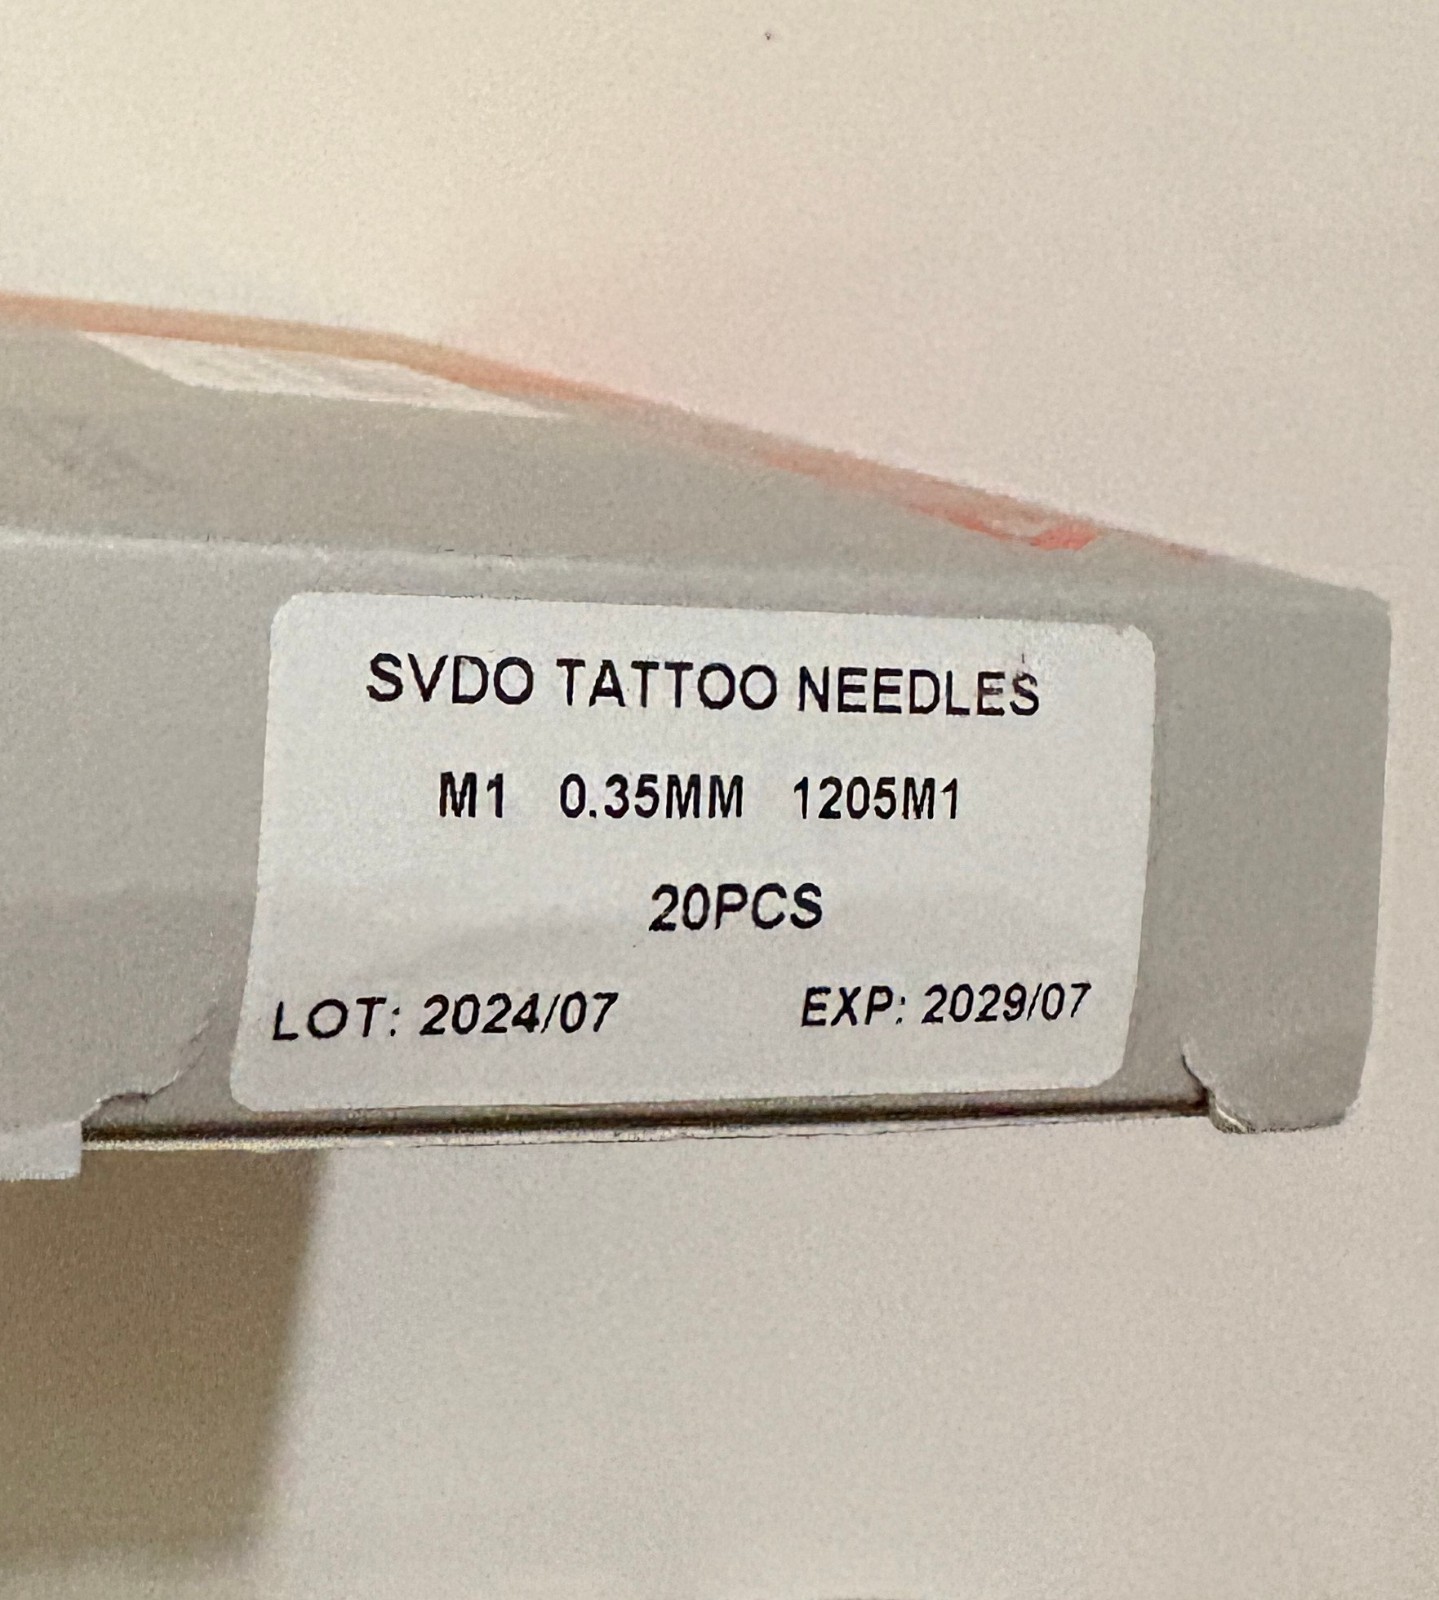 SVDO TATTOO NEEDLES
M1 0.35MM 1205M1
20PCS
LOT: 2024/07 EXP: 2029/07